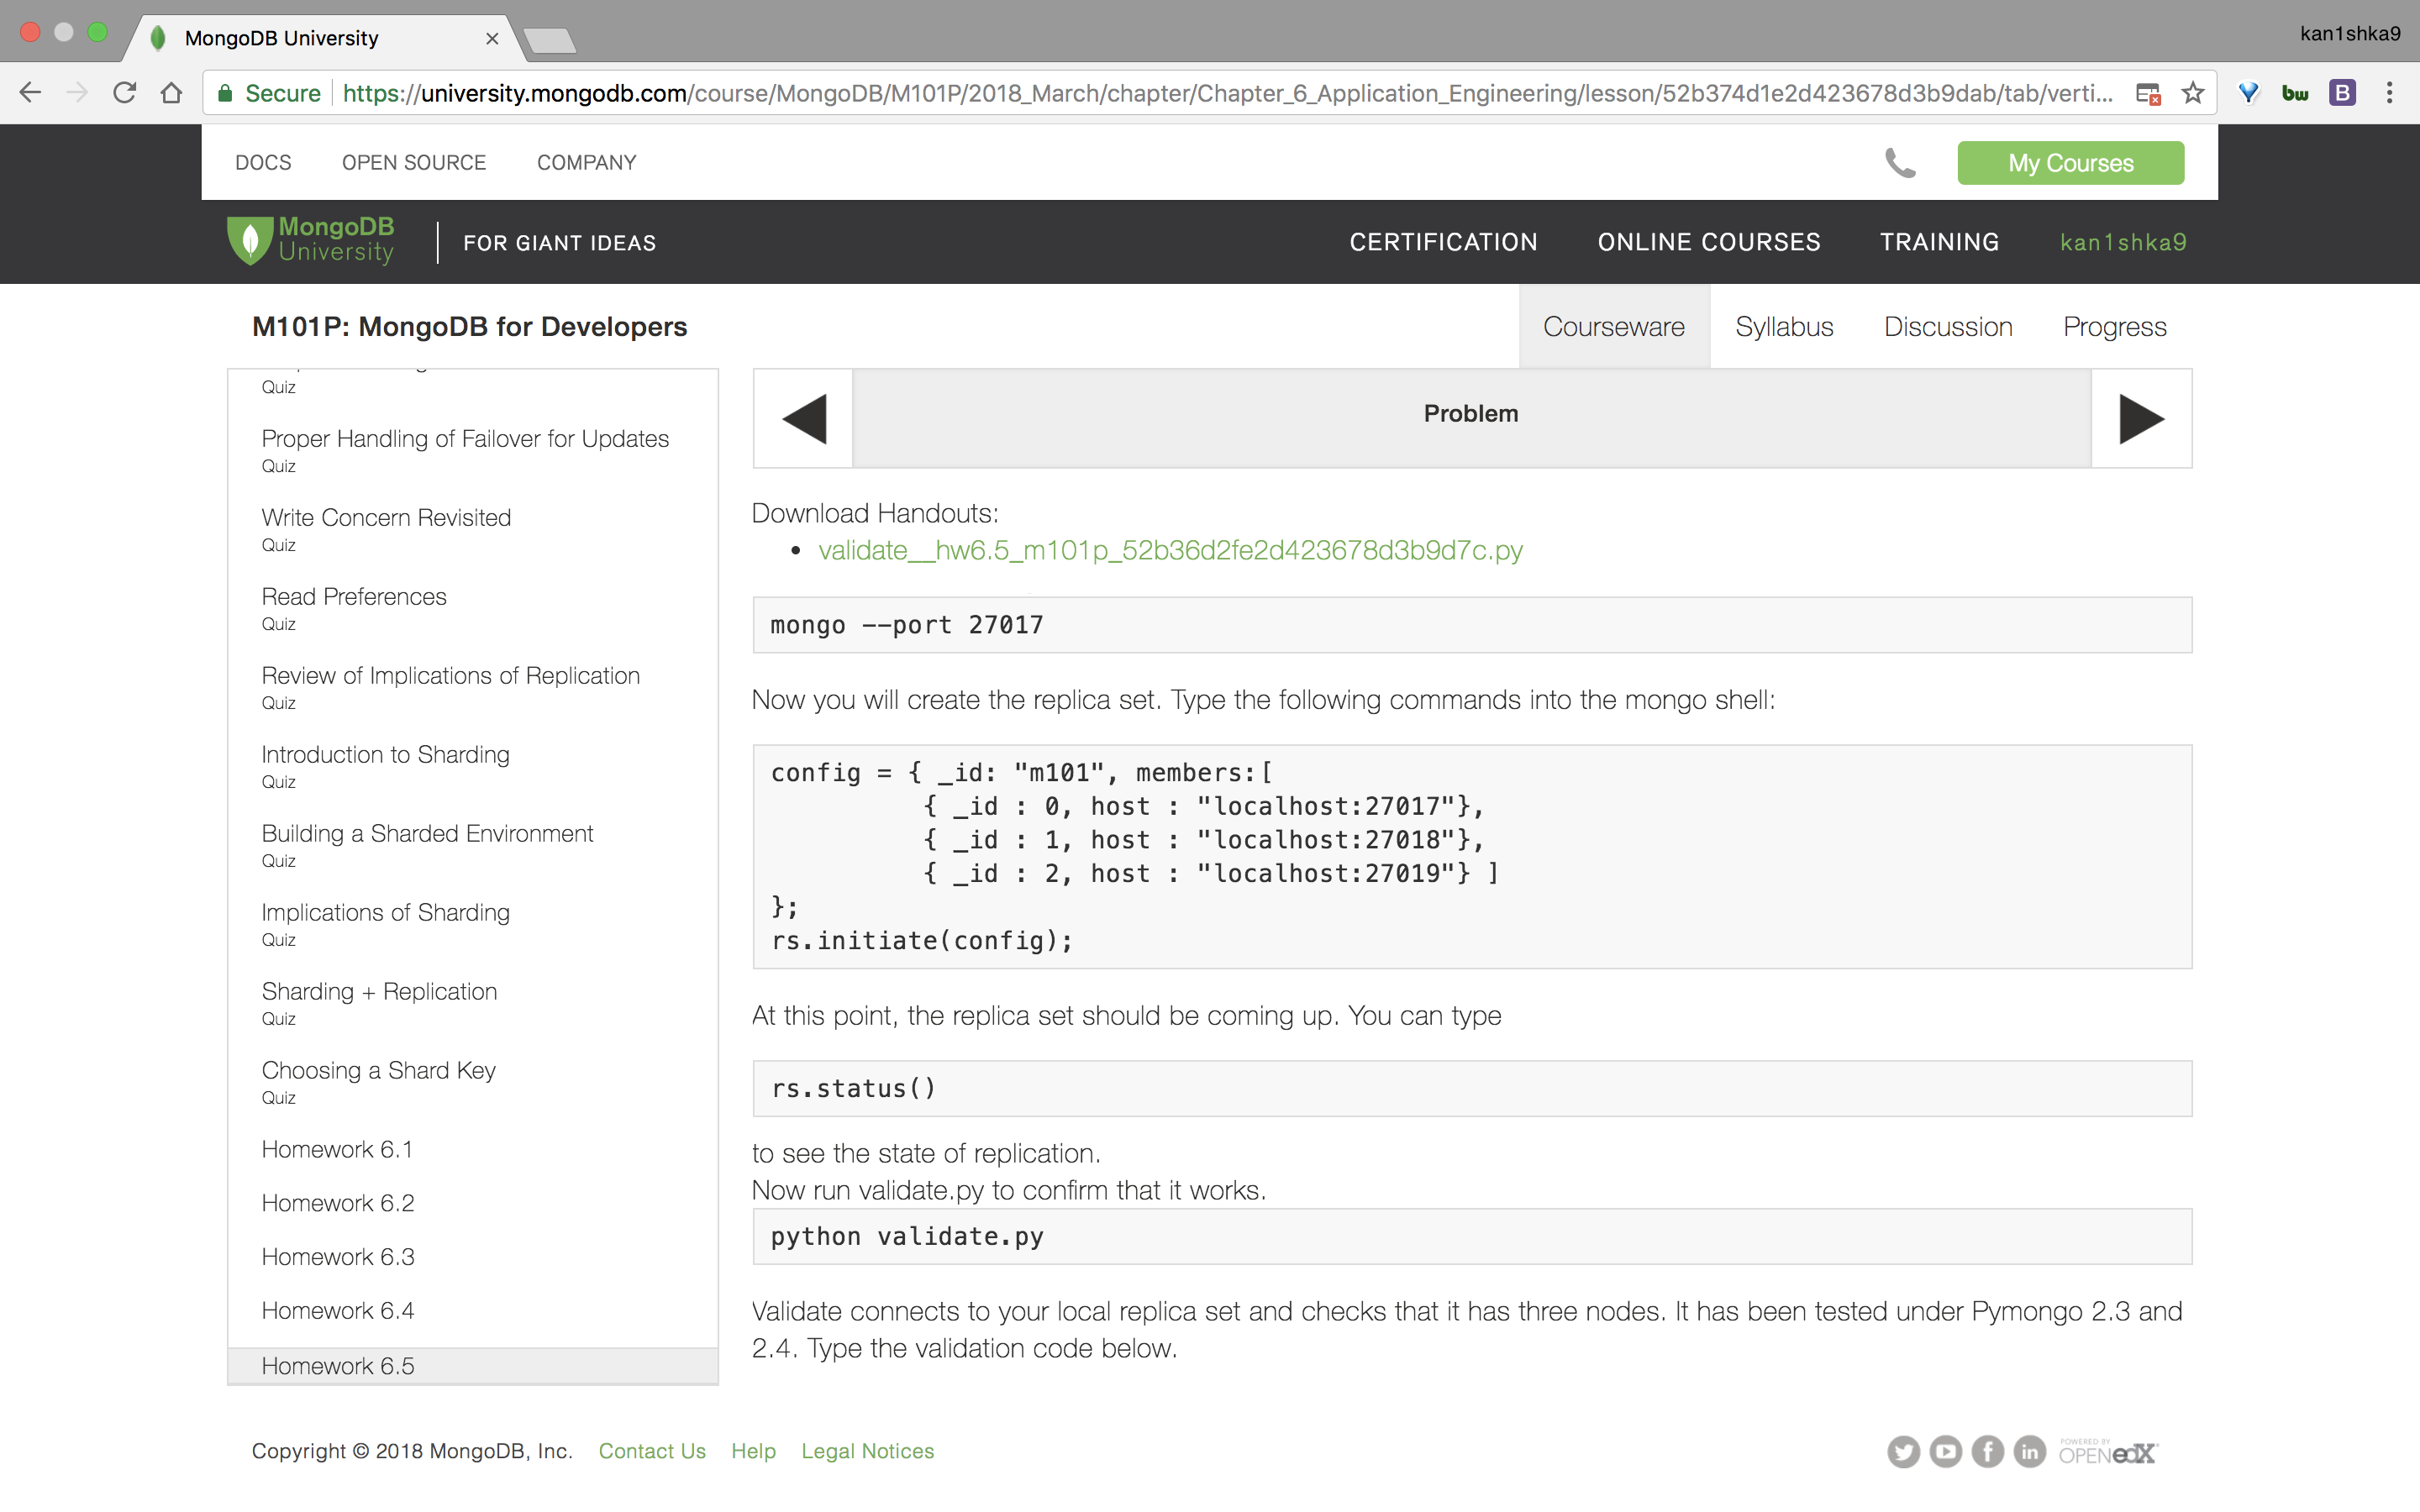 MongoDB University
kan1shka9
Secure https://university.mongodb.com/course/MongoDB/M101P/2018_March/chapter/Chapter_6_Application_Engineering/lesson/52b374d1e2d423678d3b9dab/tab/verti...
bw
B
DOCS OPEN SOURCE COMPANY
My Courses
MongoDB University
FOR GIANT IDEAS
CERTIFICATION ONLINE COURSES TRAINING kan1shka9
M101P: MongoDB for Developers
Courseware Syllabus Discussion Progress
Quiz
Proper Handling of Failover for Updates
Quiz
Write Concern Revisited
Quiz
Read Preferences
Quiz
Review of Implications of Replication
Quiz
Introduction to Sharding
Quiz
Building a Sharded Environment
Quiz
Implications of Sharding
Quiz
Sharding + Replication
Quiz
Choosing a Shard Key
Quiz
Homework 6.1
Homework 6.2
Homework 6.3
Homework 6.4
Homework 6.5
Problem
Download Handouts:
• validate__hw6.5_m101p_52b36d2fe2d423678d3b9d7c.py
mongo --port 27017
Now you will create the replica set. Type the following commands into the mongo shell:
config = { _id: "m101", members:[
{ _id : 0, host : "localhost:27017"},
{ _id : 1, host : "localhost:27018"},
{ _id : 2, host : "localhost:27019"} ]
};
rs.initiate(config);
At this point, the replica set should be coming up. You can type
rs.status()
to see the state of replication.
Now run validate.py to confirm that it works.
python validate.py
Validate connects to your local replica set and checks that it has three nodes. It has been tested under Pymongo 2.3 and
2.4. Type the validation code below.
Copyright © 2018 MongoDB, Inc. Contact Us Help Legal Notices
POWERED BY
OPEN edX